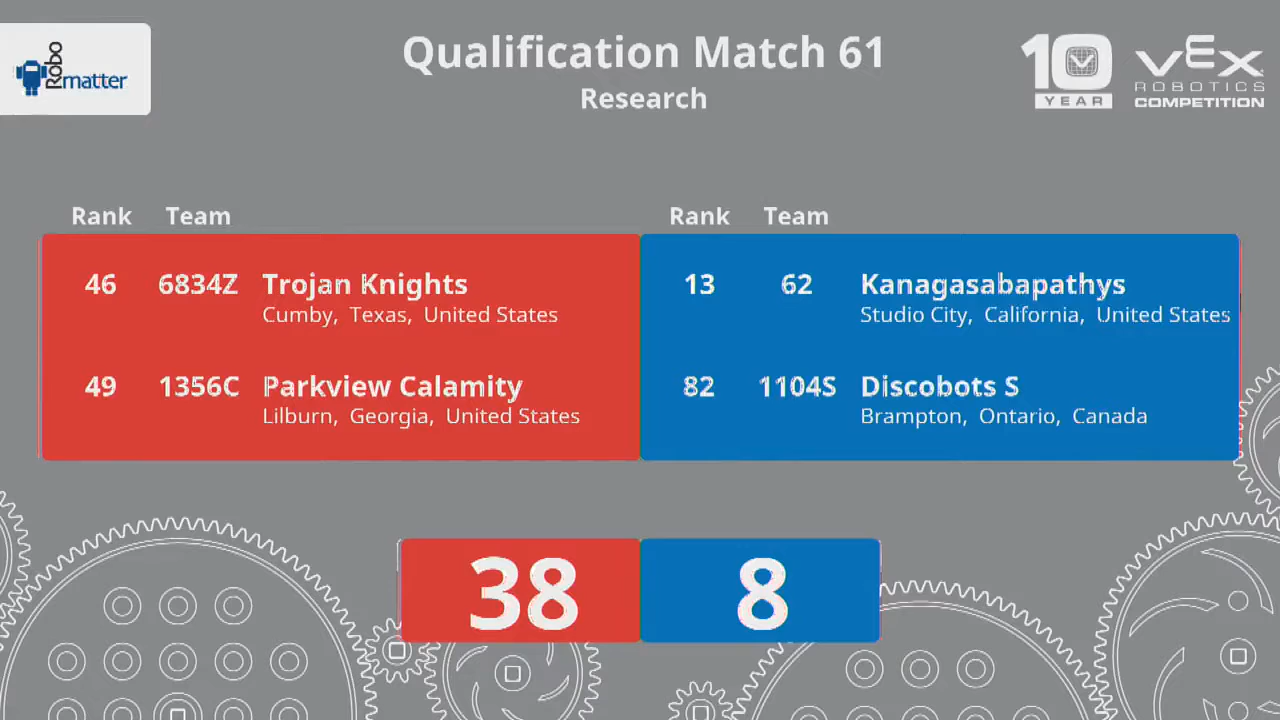 Robo
matter
Qualification Match 61
Research
10
YEAR
VEX
ROBOTICS
COMPETITION
Rank Team
46 6834Z Trojan Knights
Cumby, Texas, United States
49 1356C Parkview Calamity
Lilburn, Georgia, United States
Rank Team
13 62 Kanagasabapathys
Studio City, California, United States
82 1104S Discobots S
Brampton, Ontario, Canada
38 8